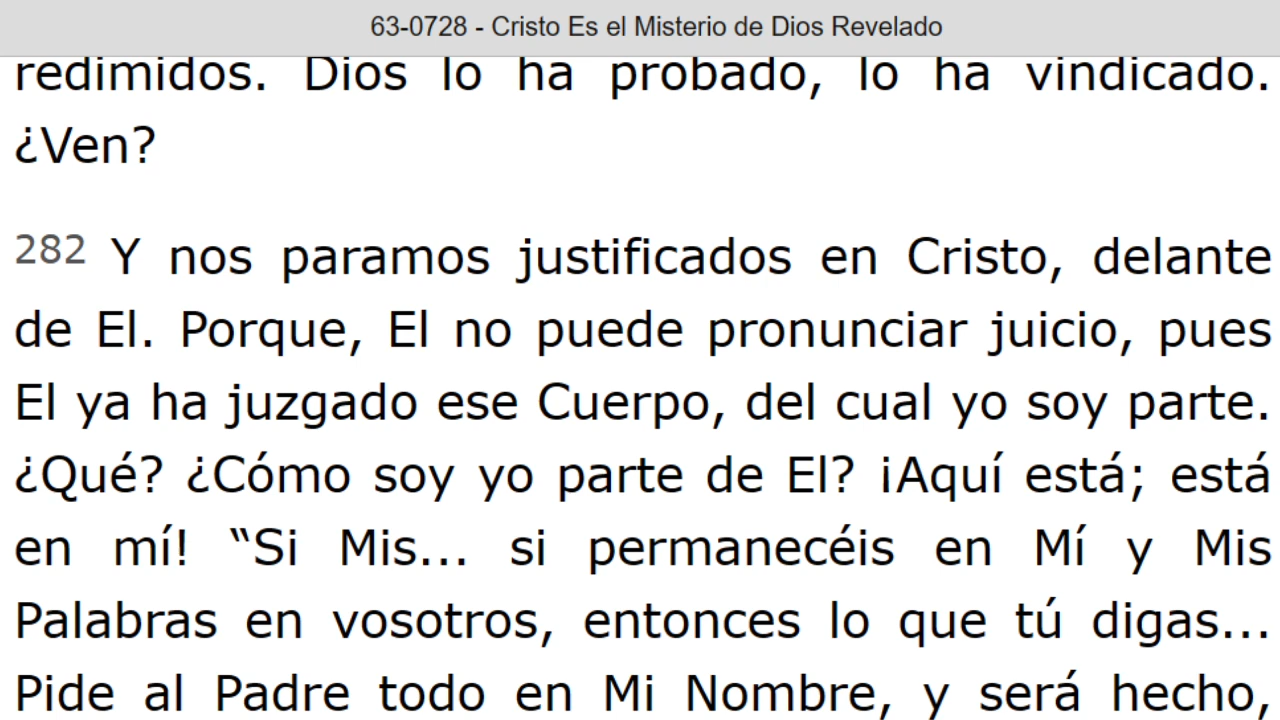 63-0728 - Cristo Es el Misterio de Dios Revelado
redimidos. Dios lo ha probado, lo ha vindicado.
¿Ven?
282 Y nos paramos justificados en Cristo, delante
de El. Porque, El no puede pronunciar juicio, pues
El ya ha juzgado ese Cuerpo, del cual yo soy parte.
¿Qué? ¿Cómo soy yo parte de El? ¡Aquí está; está
en mí! “Si Mis... si permanecéis en Mí y Mis
Palabras en vosotros, entonces lo que tú digas...
Pide al Padre todo en Mi Nombre, y será hecho,